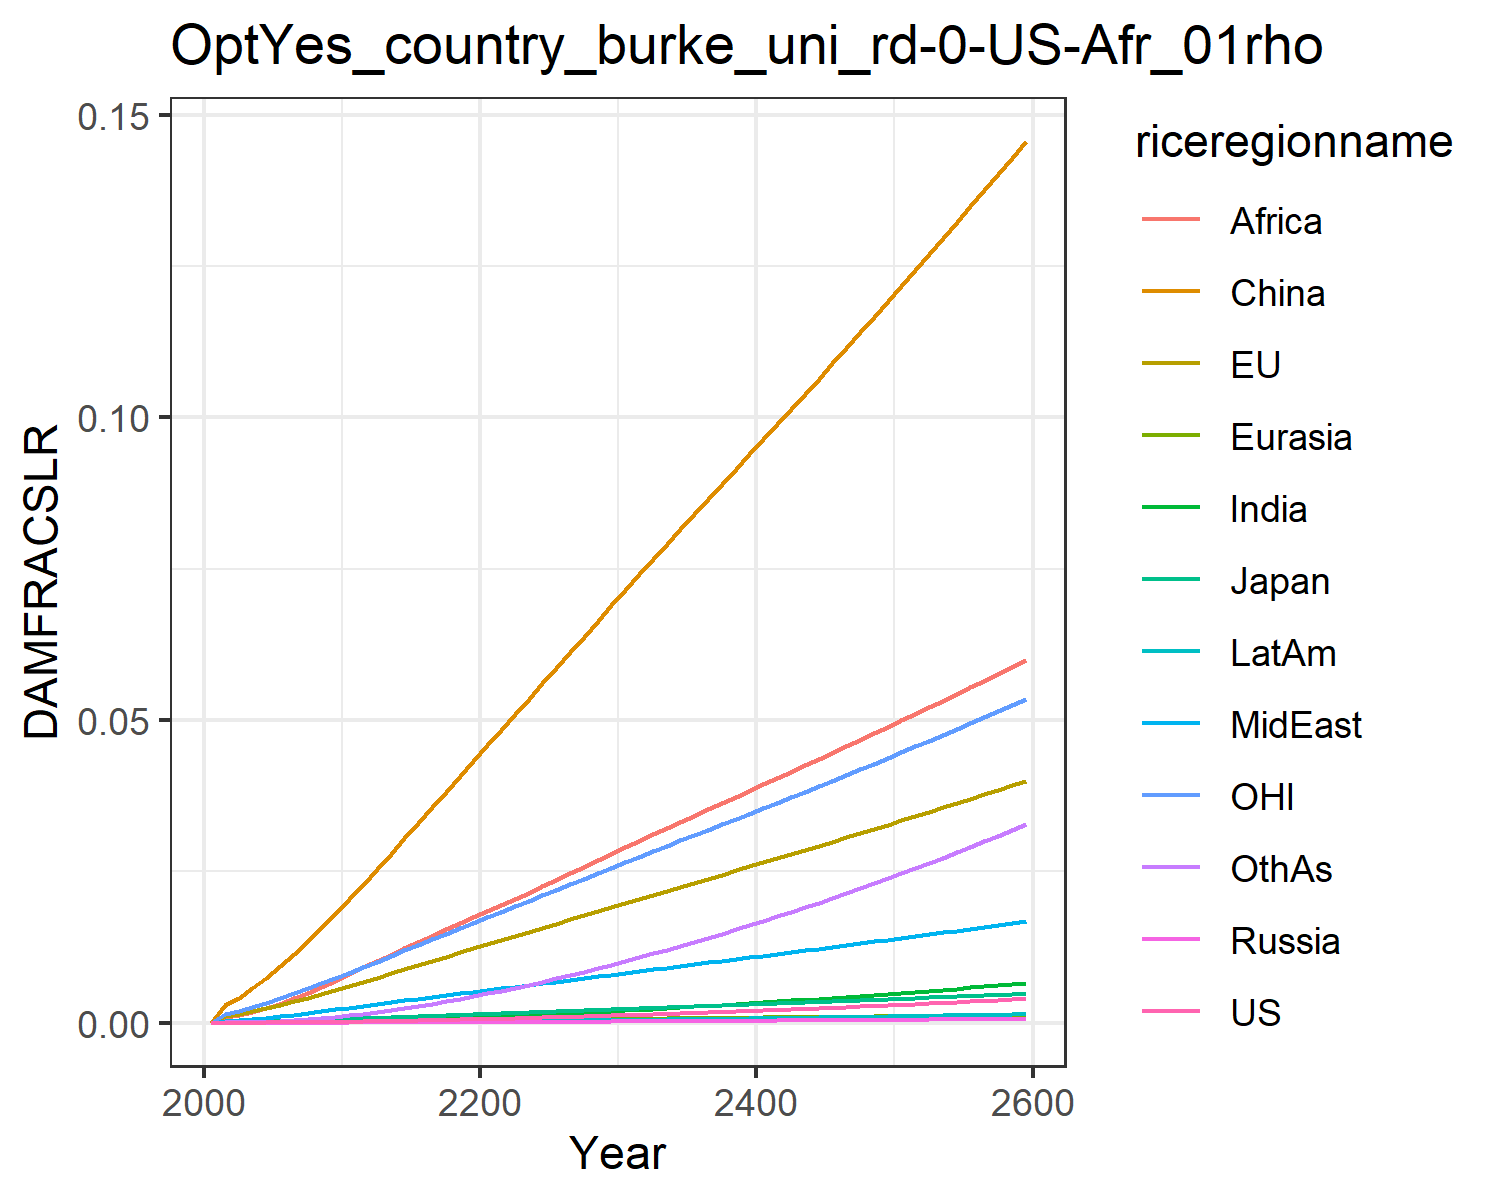 OptYes_country_burke_uni_rd-0-US-Afr_01rho
0.15
0.10
0.05
0.00
DAMFRACSLR
2000
2200
2400
2600
Year
riceregionname
Africa
China
EU
Eurasia
India
Japan
LatAm
MidEast
OHI
OthAs
Russia
US